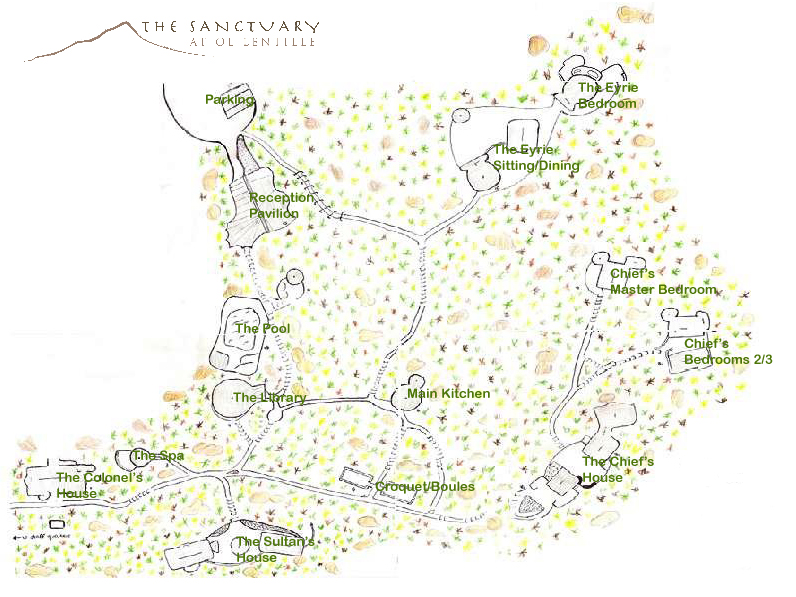 THE SANCTUARY
AT OL LENTILLE
Parking
The Eyrie
Bedroom
The Eyrie
Sitting/Dining
Reception
Pavilion
Chief's
Master Bedroom
The Pool
Chief's
Bedrooms 2/3
The Library
Main Kitchen
The Spa
The Colonel's
House
The Chief's
House
Croquet/Boules
The Sultan's
House